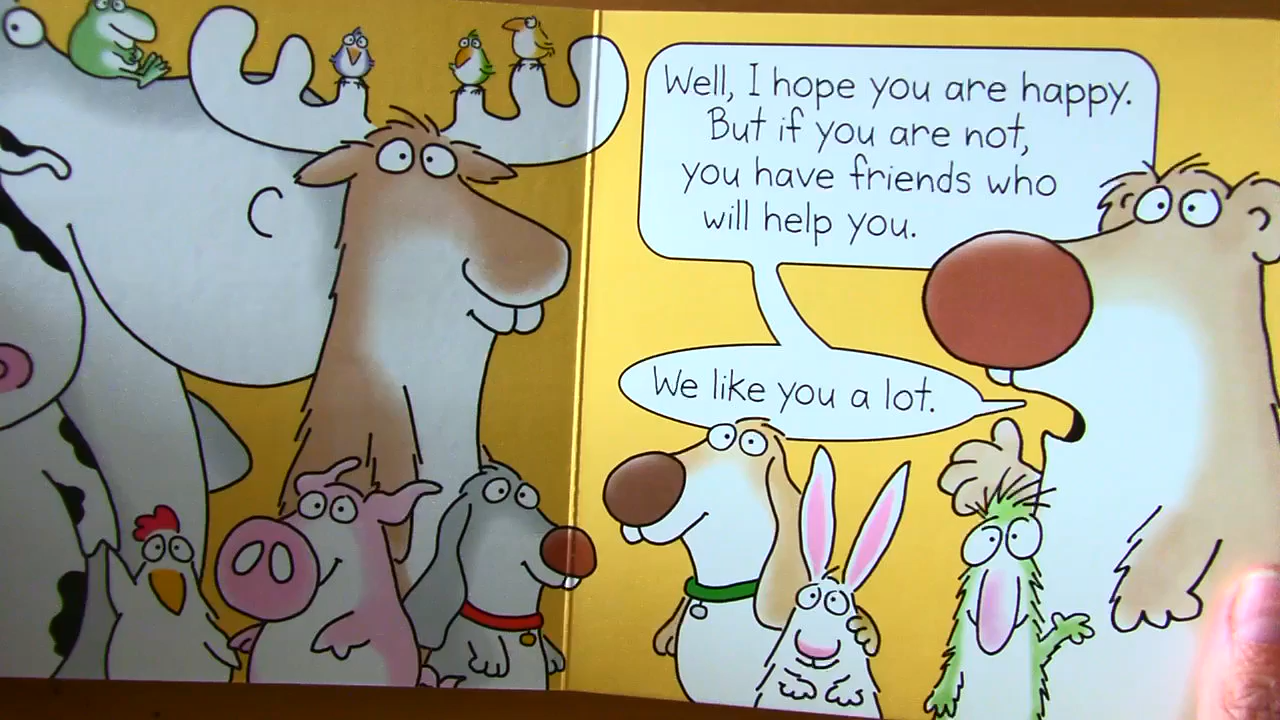 Well, I hope you are happy.
But if you are not,
you have friends who
will help you.
We like you a lot.